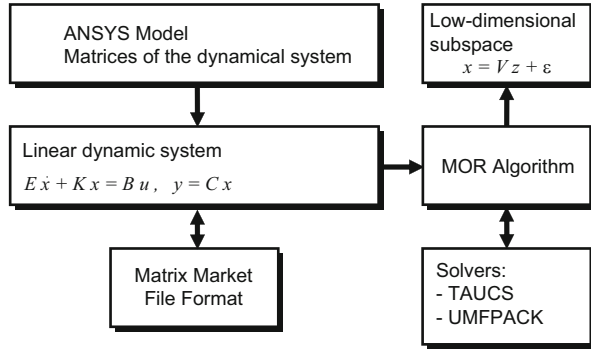 ANSYS Model
Matrices of the dynamical system
Low-dimensional
subspace
x = V z + ε
Linear dynamic system
E ẋ + K x = B u , y = C x
MOR Algorithm
Matrix Market
File Format
Solvers:
- TAUCS
- UMFPACK